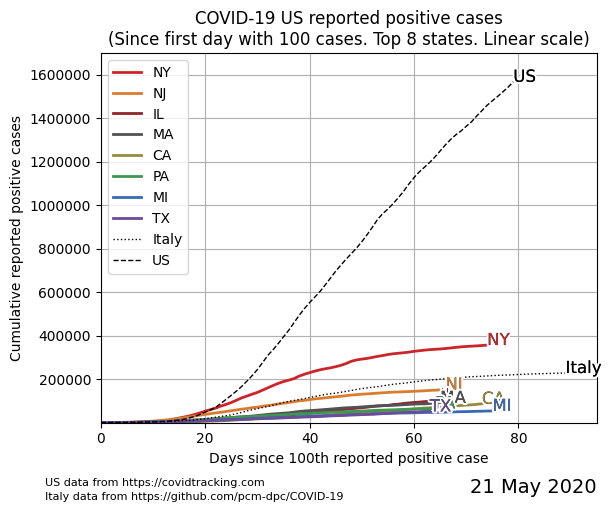 COVID-19 US reported positive cases
(Since first day with 100 cases. Top 8 states. Linear scale)
Cumulative reported positive cases
1600000
1400000
1200000
1000000
800000
600000
400000
200000
NY
NJ
IL
MA
CA
PA
MI
TX
Italy
US
US
NY
Italy
NJ
MA
CA
TX
MI
0
20
40
60
80
Days since 100th reported positive case
US data from https://covidtracking.com
Italy data from https://github.com/pcm-dpc/COVID-19
21 May 2020